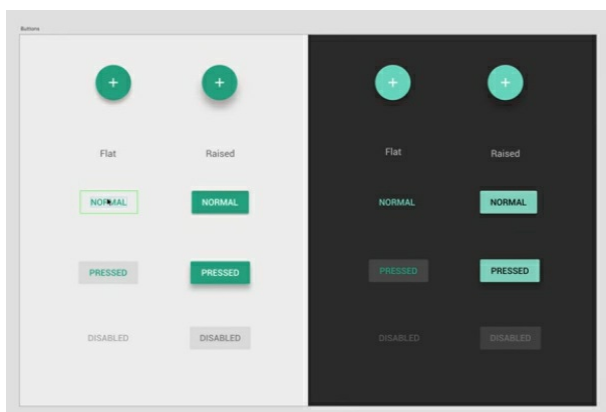 Buttons
+ + + +
Flat Raised Flat Raised
NORMAL NORMAL NORMAL NORMAL
PRESSED PRESSED PRESSED PRESSED
DISABLED DISABLED DISABLED DISABLED